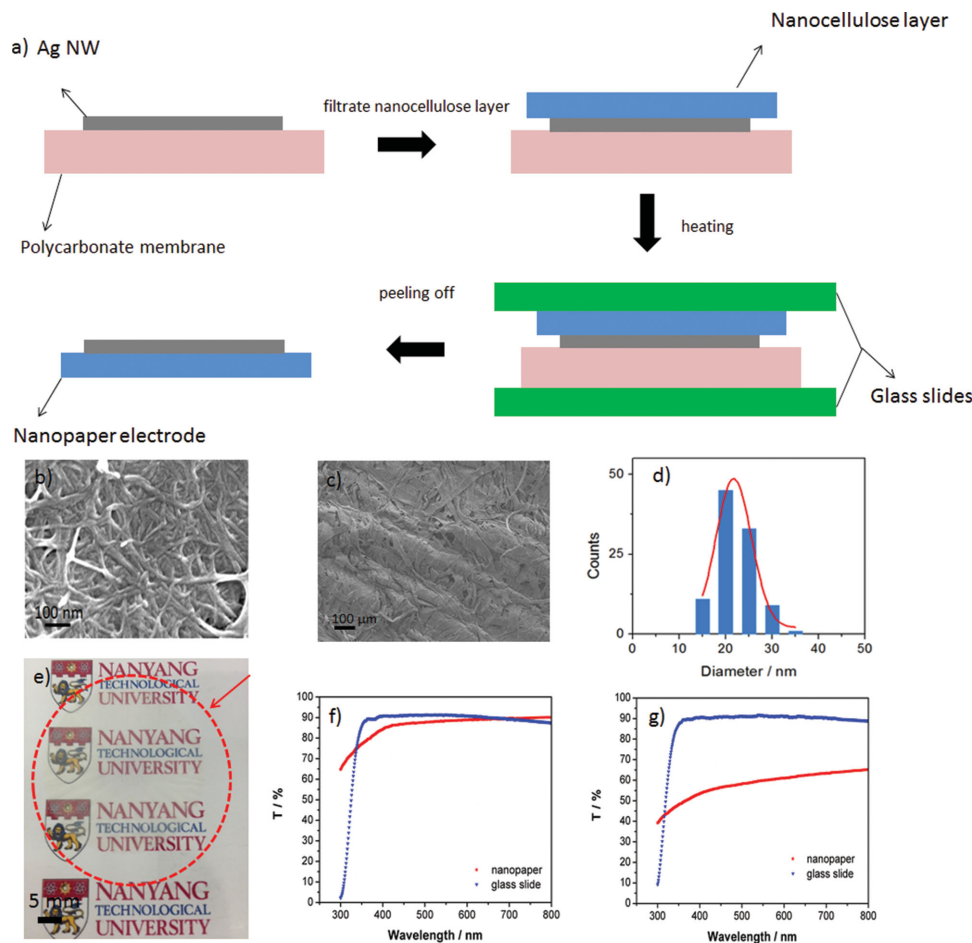 a) Ag NW
Nanocellulose layer
filtrate nanocellulose layer
Polycarbonate membrane
heating
peeling off
Glass slides
Nanopaper electrode
b)
100 nm
c)
100 µm
d)
50
25
0
Counts
0 10 20 30 40 50
Diameter / nm
e)
NANYANG
TECHNOLOGICAL
UNIVERSITY
NANYANG
TECHNOLOGICAL
UNIVERSITY
NANYANG
TECHNOLOGICAL
UNIVERSITY
NANYANG
TECHNOLOGICAL
UNIVERSITY
5 mm
f)
100
90
80
70
60
50
40
30
20
10
0
T / %
nanopaper
glass slide
300 400 500 600 700 800
Wavelength / nm
g)
100
90
80
70
60
50
40
30
20
10
0
T / %
nanopaper
glass slide
300 400 500 600 700 800
Wavelength / nm